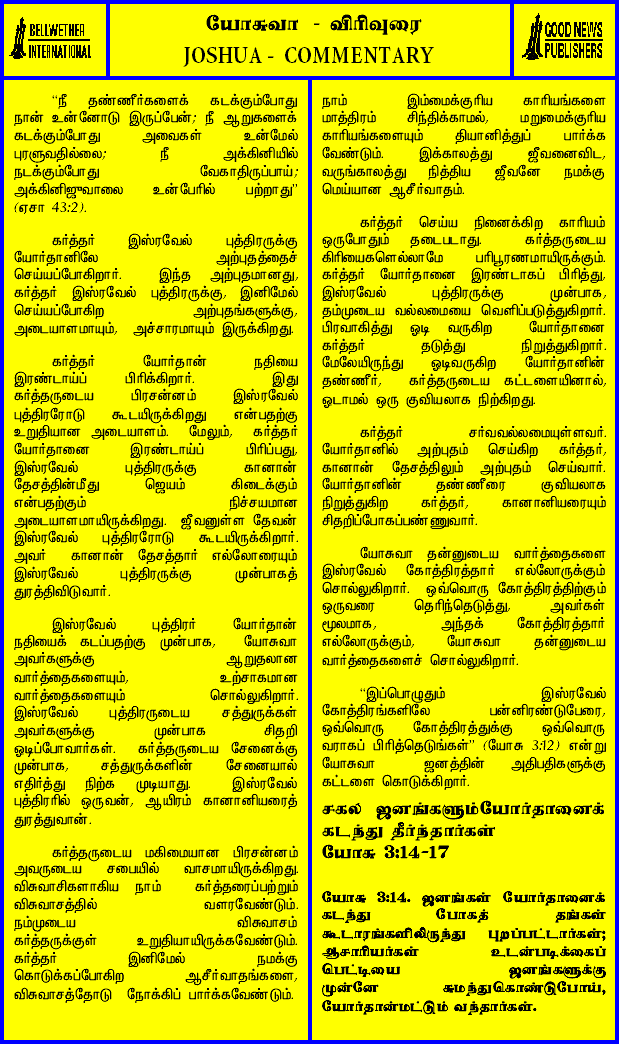 BELLWETHER
INTERNATIONAL
யோசுவா - விரிவுரை
JOSHUA - COMMENTARY
GOOD NEWS
PUBLISHERS
“நீ தண்ணீர்களைக் கடக்கும்போது
நான் உன்னோடு இருப்பேன்; நீ ஆறுகளைக்
கடக்கும்போது அவைகள் உன்மேல்
புரளுவதில்லை; நீ அக்கினியில்
நடக்கும்போது வேகாதிருப்பாய்;
அக்கினிஜுவாலை உன்பேரில் பற்றாது”
(ஏசா 43:2).
கர்த்தர் இஸ்ரவேல் புத்திரருக்கு
யோர்தானிலே அற்புதத்தைச்
செய்யப்போகிறார். இந்த அற்புதமானது,
கர்த்தர் இஸ்ரவேல் புத்திரருக்கு, இனிமேல்
செய்யப்போகிற அற்புதங்களுக்கு,
அடையாளமாயும், அச்சாரமாயும் இருக்கிறது.
கர்த்தர் யோர்தான் நதியை
இரண்டாய்ப் பிரிக்கிறார். இது
கர்த்தருடைய பிரசன்னம் இஸ்ரவேல்
புத்திரரோடு கூடயிருக்கிறது என்பதற்கு
உறுதியான அடையாளம். மேலும், கர்த்தர்
யோர்தானை இரண்டாய்ப் பிரிப்பது,
இஸ்ரவேல் புத்திரருக்கு கானான்
தேசத்தின்மீது ஜெயம் கிடைக்கும்
என்பதற்கும் நிச்சயமான
அடையாளமாயிருக்கிறது. ஜீவனுள்ள தேவன்
இஸ்ரவேல் புத்திரரோடு கூடயிருக்கிறார்.
அவர் கானான் தேசத்தார் எல்லோரையும்
இஸ்ரவேல் புத்திரருக்கு முன்பாகத்
துரத்திவிடுவார்.
இஸ்ரவேல் புத்திரர் யோர்தான்
நதியைக் கடப்பதற்கு முன்பாக, யோசுவா
அவர்களுக்கு ஆறுதலான
வார்த்தைகளையும், உற்சாகமான
வார்த்தைகளையும் சொல்லுகிறார்.
இஸ்ரவேல் புத்திரருடைய சத்துருக்கள்
அவர்களுக்கு முன்பாக சிதறி
ஓடிப்போவார்கள். கர்த்தருடைய சேனைக்கு
முன்பாக, சத்துருக்களின் சேனையால்
எதிர்த்து நிற்க முடியாது. இஸ்ரவேல்
புத்திரரில் ஒருவன், ஆயிரம் கானானியரைத்
துரத்துவான்.
கர்த்தருடைய மகிமையான பிரசன்னம்
அவருடைய சபையில் வாசமாயிருக்கிறது.
விசுவாசிகளாகிய நாம் கர்த்தரைப்பற்றும்
விசுவாசத்தில் வளரவேண்டும்.
நம்முடைய விசுவாசம்
கர்த்தருக்குள் உறுதியாயிருக்கவேண்டும்.
கர்த்தர் இனிமேல் நமக்கு
கொடுக்கப்போகிற ஆசீர்வாதங்களை,
விசுவாசத்தோடு நோக்கிப் பார்க்கவேண்டும்.
நாம் இம்மைக்குரிய காரியங்களை
மாத்திரம் சிந்திக்காமல், மறுமைக்குரிய
காரியங்களையும் தியானித்துப் பார்க்க
வேண்டும். இக்காலத்து ஜீவனைவிட,
வருங்காலத்து நித்திய ஜீவனே நமக்கு
மெய்யான ஆசீர்வாதம்.
கர்த்தர் செய்ய நினைக்கிற காரியம்
ஒருபோதும் தடைபடாது. கர்த்தருடைய
கிரியைகளெல்லாமே பரிபூரணமாயிருக்கும்.
கர்த்தர் யோர்தானை இரண்டாகப் பிரித்து,
இஸ்ரவேல் புத்திரருக்கு முன்பாக,
தம்முடைய வல்லமையை வெளிப்படுத்துகிறார்.
பிரவாகித்து ஓடி வருகிற யோர்தானை
கர்த்தர் தடுத்து நிறுத்துகிறார்.
மேலேயிருந்து ஓடிவருகிற யோர்தானின்
தண்ணீர், கர்த்தருடைய கட்டளையினால்,
ஓடாமல் ஒரு குவியலாக நிற்கிறது.
கர்த்தர் சர்வவல்லமையுள்ளவர்.
யோர்தானில் அற்புதம் செய்கிற கர்த்தர்,
கானான் தேசத்திலும் அற்புதம் செய்வார்.
யோர்தானின் தண்ணீரை குவியலாக
நிறுத்துகிற கர்த்தர், கானானியரையும்
சிதறிப்போகப்பண்ணுவார்.
யோசுவா தன்னுடைய வார்த்தைகளை
இஸ்ரவேல் கோத்திரத்தார் எல்லோருக்கும்
சொல்லுகிறார். ஒவ்வொரு கோத்திரத்திற்கும்
ஒருவரை தெரிந்தெடுத்து, அவர்கள்
மூலமாக, அந்தக் கோத்திரத்தார்
எல்லோருக்கும், யோசுவா தன்னுடைய
வார்த்தைகளைச் சொல்லுகிறார்.
“இப்பொழுதும் இஸ்ரவேல்
கோத்திரங்களிலே பன்னிரண்டுபேரை,
ஒவ்வொரு கோத்திரத்துக்கு ஒவ்வொரு
வராகப் பிரித்தெடுங்கள்” (யோசு 3:12) என்று
யோசுவா ஜனத்தின் அதிபதிகளுக்கு
கட்டளை கொடுக்கிறார்.
சகல ஜனங்களும்யோர்தானைக்
கடந்து தீர்ந்தார்கள்
யோசு 3:14-17
யோசு 3:14. ஜனங்கள் யோர்தானைக்
கடந்து போகத் தங்கள்
கூடாரங்களிலிருந்து புறப்பட்டார்கள்;
ஆசாரியர்கள் உடன்படிக்கைப்
பெட்டியை ஜனங்களுக்கு
முன்னே சுமந்துகொண்டுபோய்,
யோர்தான்மட்டும் வந்தார்கள்.